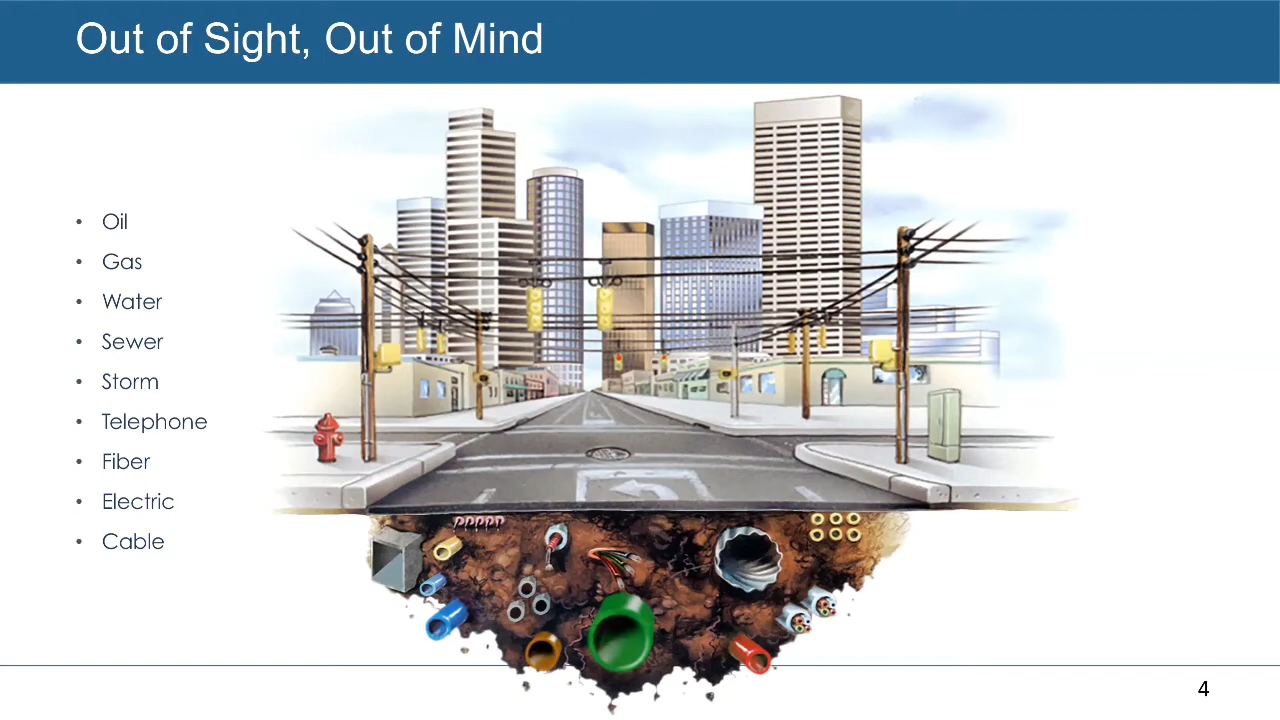 Out of Sight, Out of Mind
• Oil
• Gas
• Water
• Sewer
• Storm
• Telephone
• Fiber
• Electric
• Cable
4